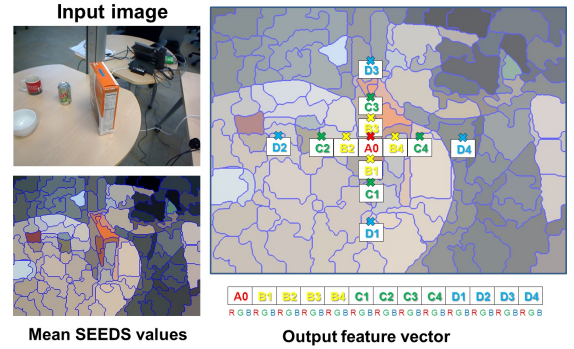 Input image
D3
C3
B3
D2 C2 B2 A0 B4 C4 D4
B1
C1
D1
A0 B1 B2 B3 B4 C1 C2 C3 C4 D1 D2 D3 D4
R G B R G B R G B R G B R G B R G B R G B R G B R G B R G B R G B R G B R G B
Mean SEEDS values
Output feature vector